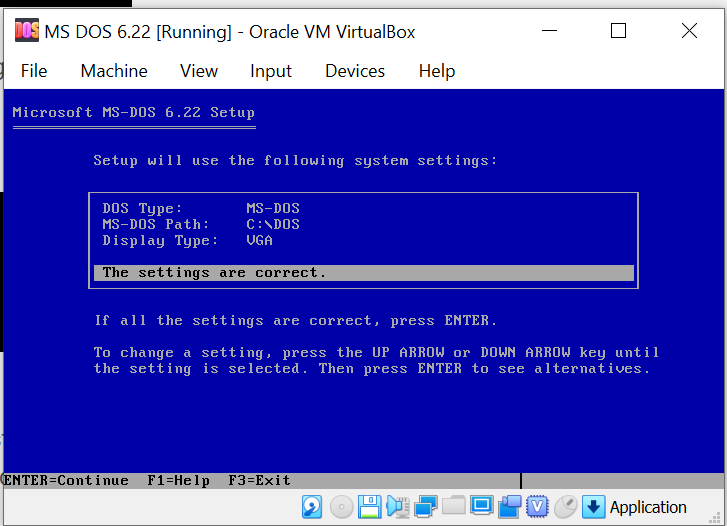 MS DOS 6.22 [Running] - Oracle VM VirtualBox
File Machine View Input Devices Help
Microsoft MS-DOS 6.22 Setup
Setup will use the following system settings:
DOS Type: MS-DOS
MS-DOS Path: C:\DOS
Display Type: VGA
The settings are correct.
If all the settings are correct, press ENTER.
To change a setting, press the UP ARROW or DOWN ARROW key until
the setting is selected. Then press ENTER to see alternatives.
ENTER=Continue F1=Help F3=Exit
Application